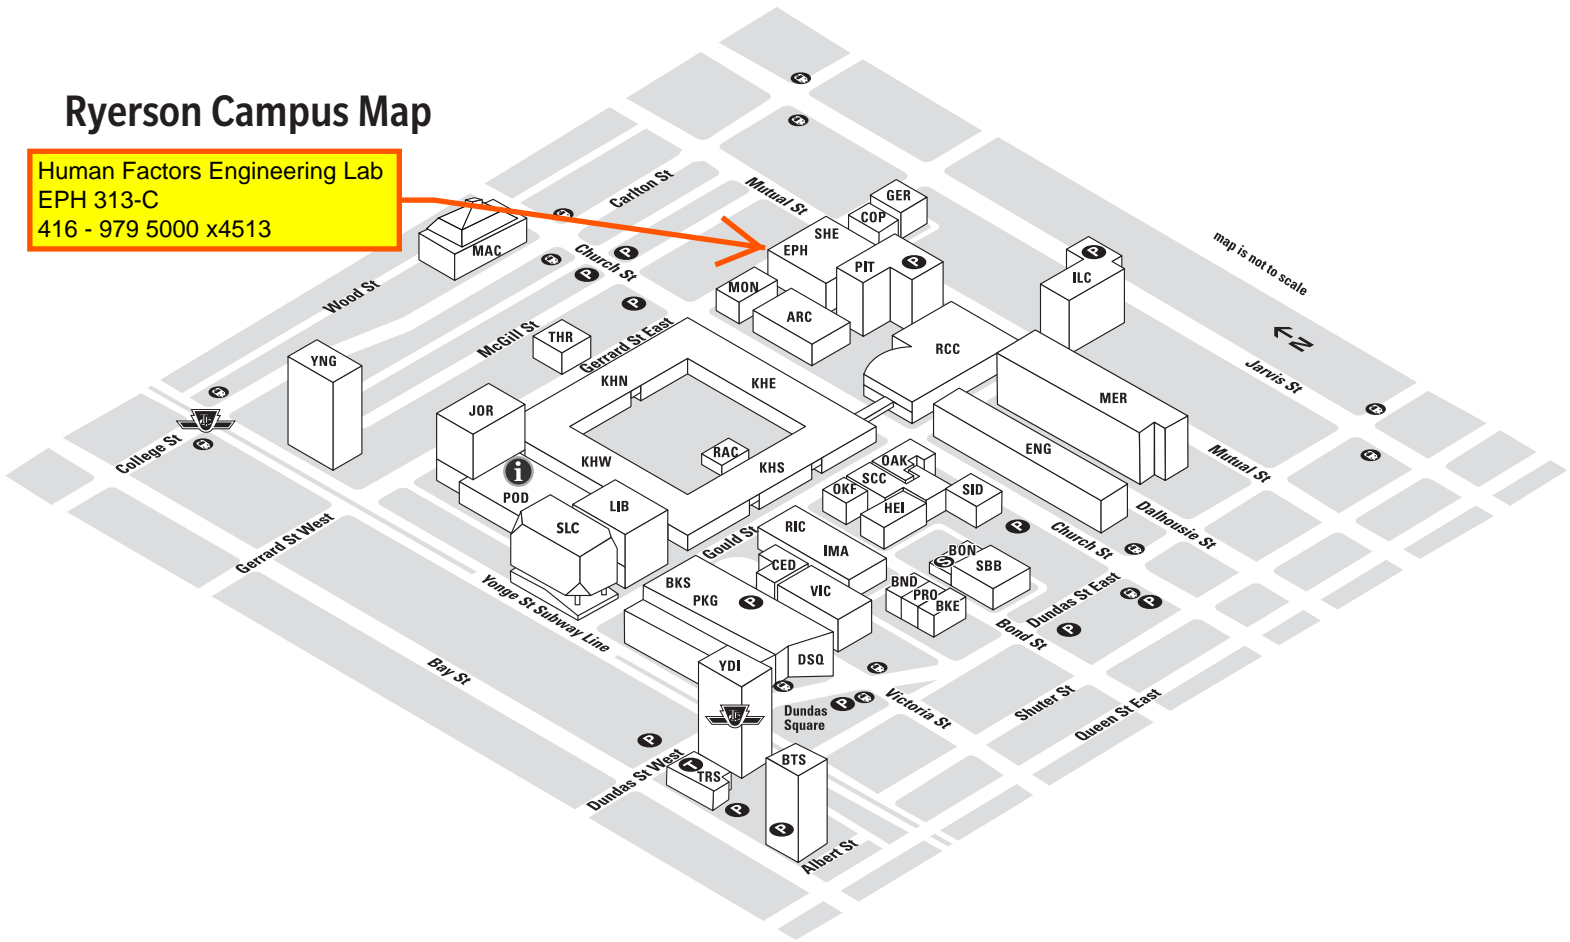 Ryerson Campus Map
Human Factors Engineering Lab
EPH 313-C
416 - 979 5000 x4513
Carlton St
Mutual St
GER
COP
SHE
EPH
PIT
P
P
ILC
map is not to scale
MAC
Church St
P
P
P
Wood St
MON
ARC
McGill St
THR
Gerrard St East
RCC
N
YNG
KHN
KHE
Jarvis St
MER
JOR
College St
KHW
RAC
KHS
OAK
ENG
Mutual St
i
POD
SCC
OKF
SID
HEI
LIB
SLC
RIC
Gould St
IMA
P
Church St
Dalhousie St
Gerrard St West
BON
S
SBB
CED
BKS
PKG
P
VIC
BND
PRO
BKE
Dundas St East
P
P
Bond St
Yonge St Subway Line
DSQ
YDI
Bay St
Victoria St
Shuter St
Queen St East
Dundas
Square
P
P
Dundas St West
T
TRS
BTS
P
P
Albert St